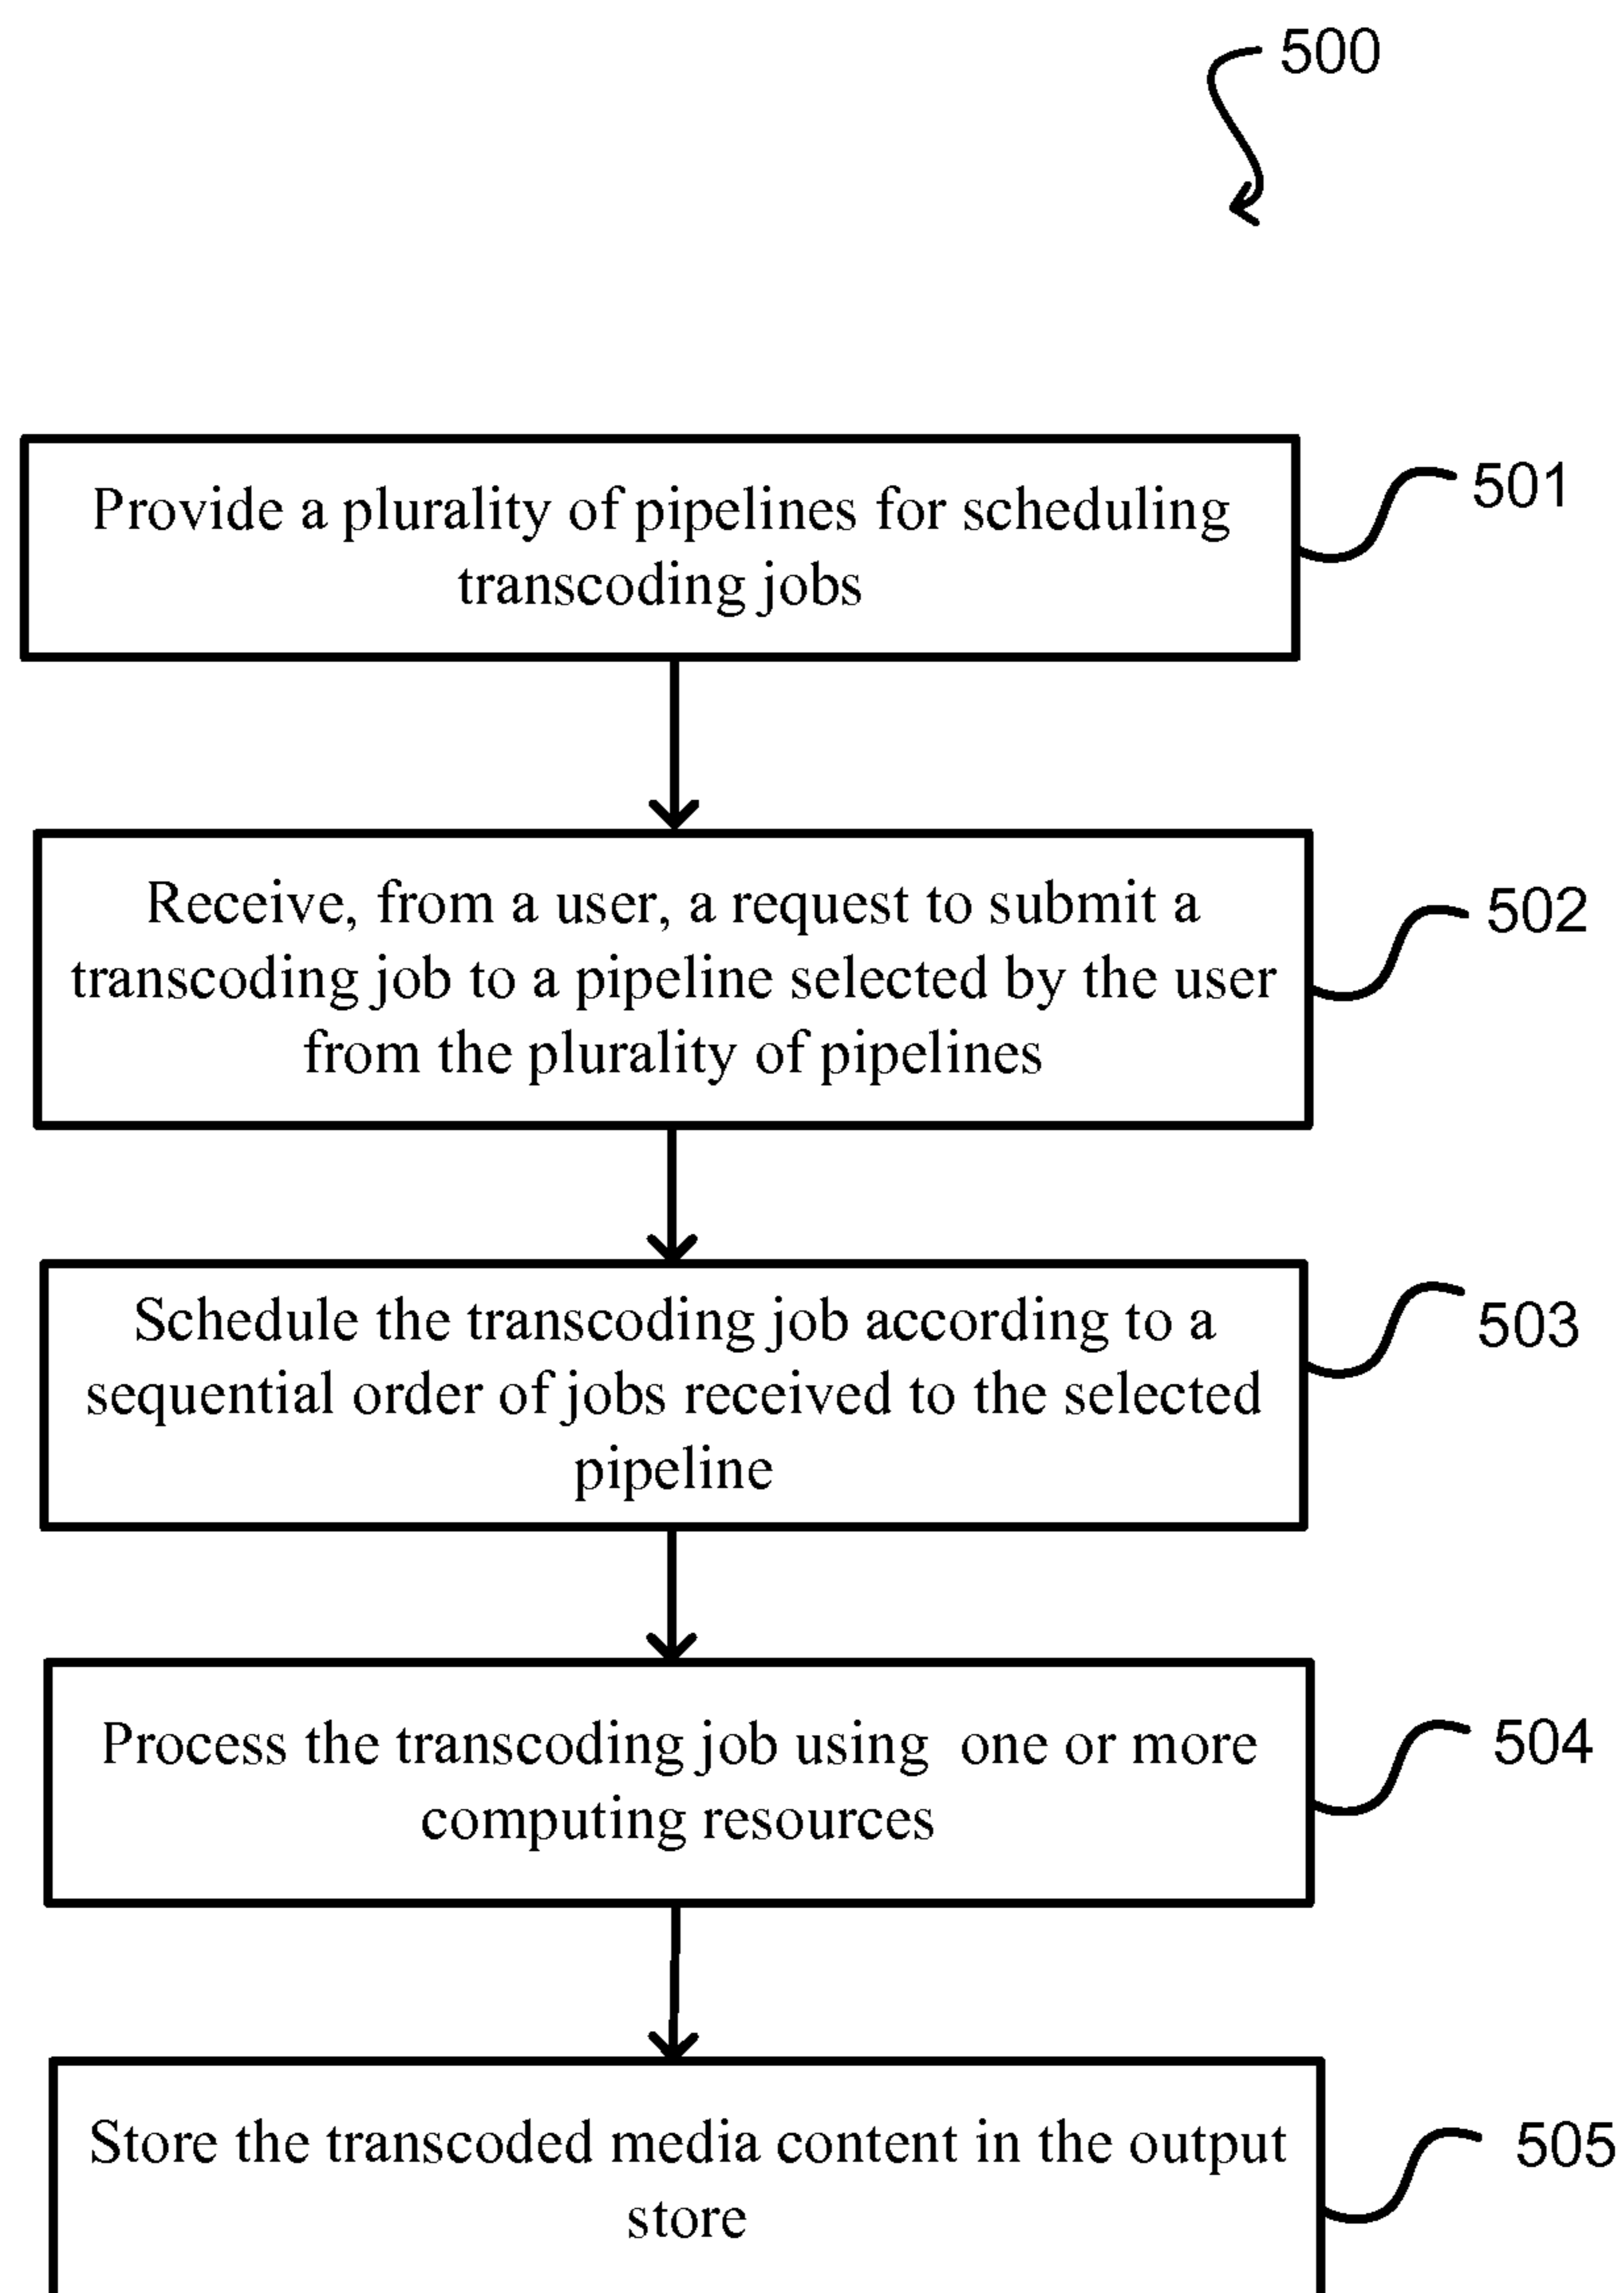 500
Provide a plurality of pipelines for scheduling
transcoding jobs
501
Receive, from a user, a request to submit a
transcoding job to a pipeline selected by the user
from the plurality of pipelines
502
Schedule the transcoding job according to a
sequential order of jobs received to the selected
pipeline
503
Process the transcoding job using  one or more
computing resources
504
Store the transcoded media content in the output
store
505